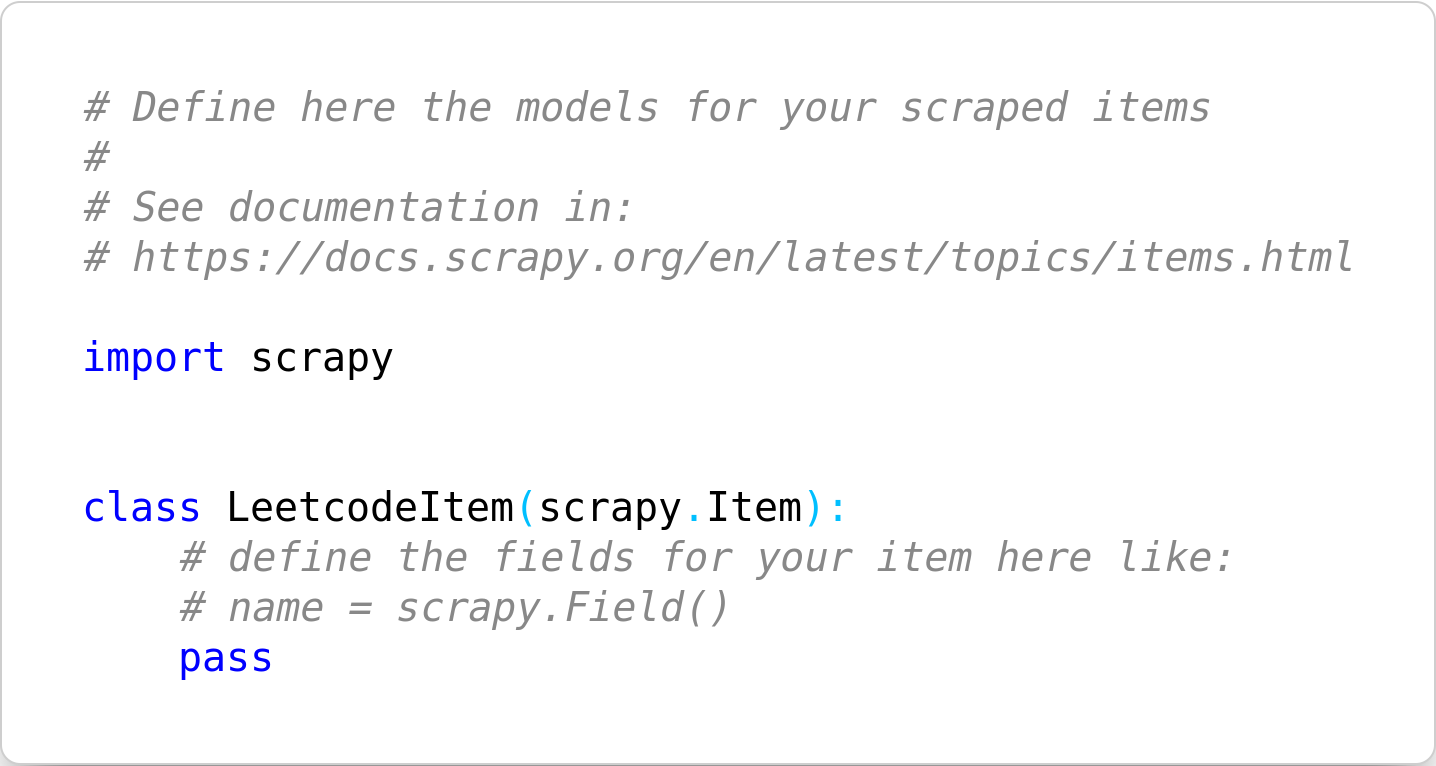 # Define here the models for your scraped items
#
# See documentation in:
# https://docs.scrapy.org/en/latest/topics/items.html
import scrapy
class LeetcodeItem(scrapy.Item):
    # define the fields for your item here like:
    # name = scrapy.Field()
    pass